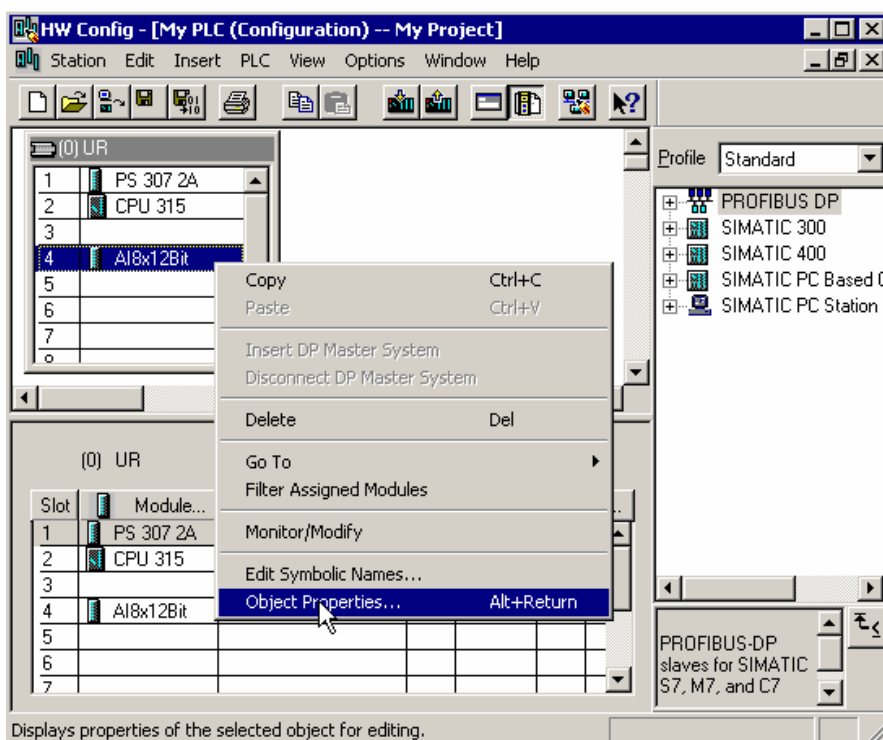 HW Config - [My PLC (Configuration) -- My Project]
Station Edit Insert PLC View Options Window Help
(0) UR
1 PS 307 2A
2 CPU 315
3
4 AI8x12Bit
5
6
7
Copy Ctrl+C
Paste Ctrl+V
Insert DP Master System
Disconnect DP Master System
Delete Del
Go To
Filter Assigned Modules
Monitor/Modify
Edit Symbolic Names...
Object Properties... Alt+Return
Profile Standard
PROFIBUS DP
SIMATIC 300
SIMATIC 400
SIMATIC PC Based
SIMATIC PC Station
(0) UR
Slot Module... ..
1 PS 307 2A
2 CPU 315
3
4 AI8x12Bit
5
6
7
PROFIBUS-DP
slaves for SIMATIC
S7, M7, and C7
Displays properties of the selected object for editing.